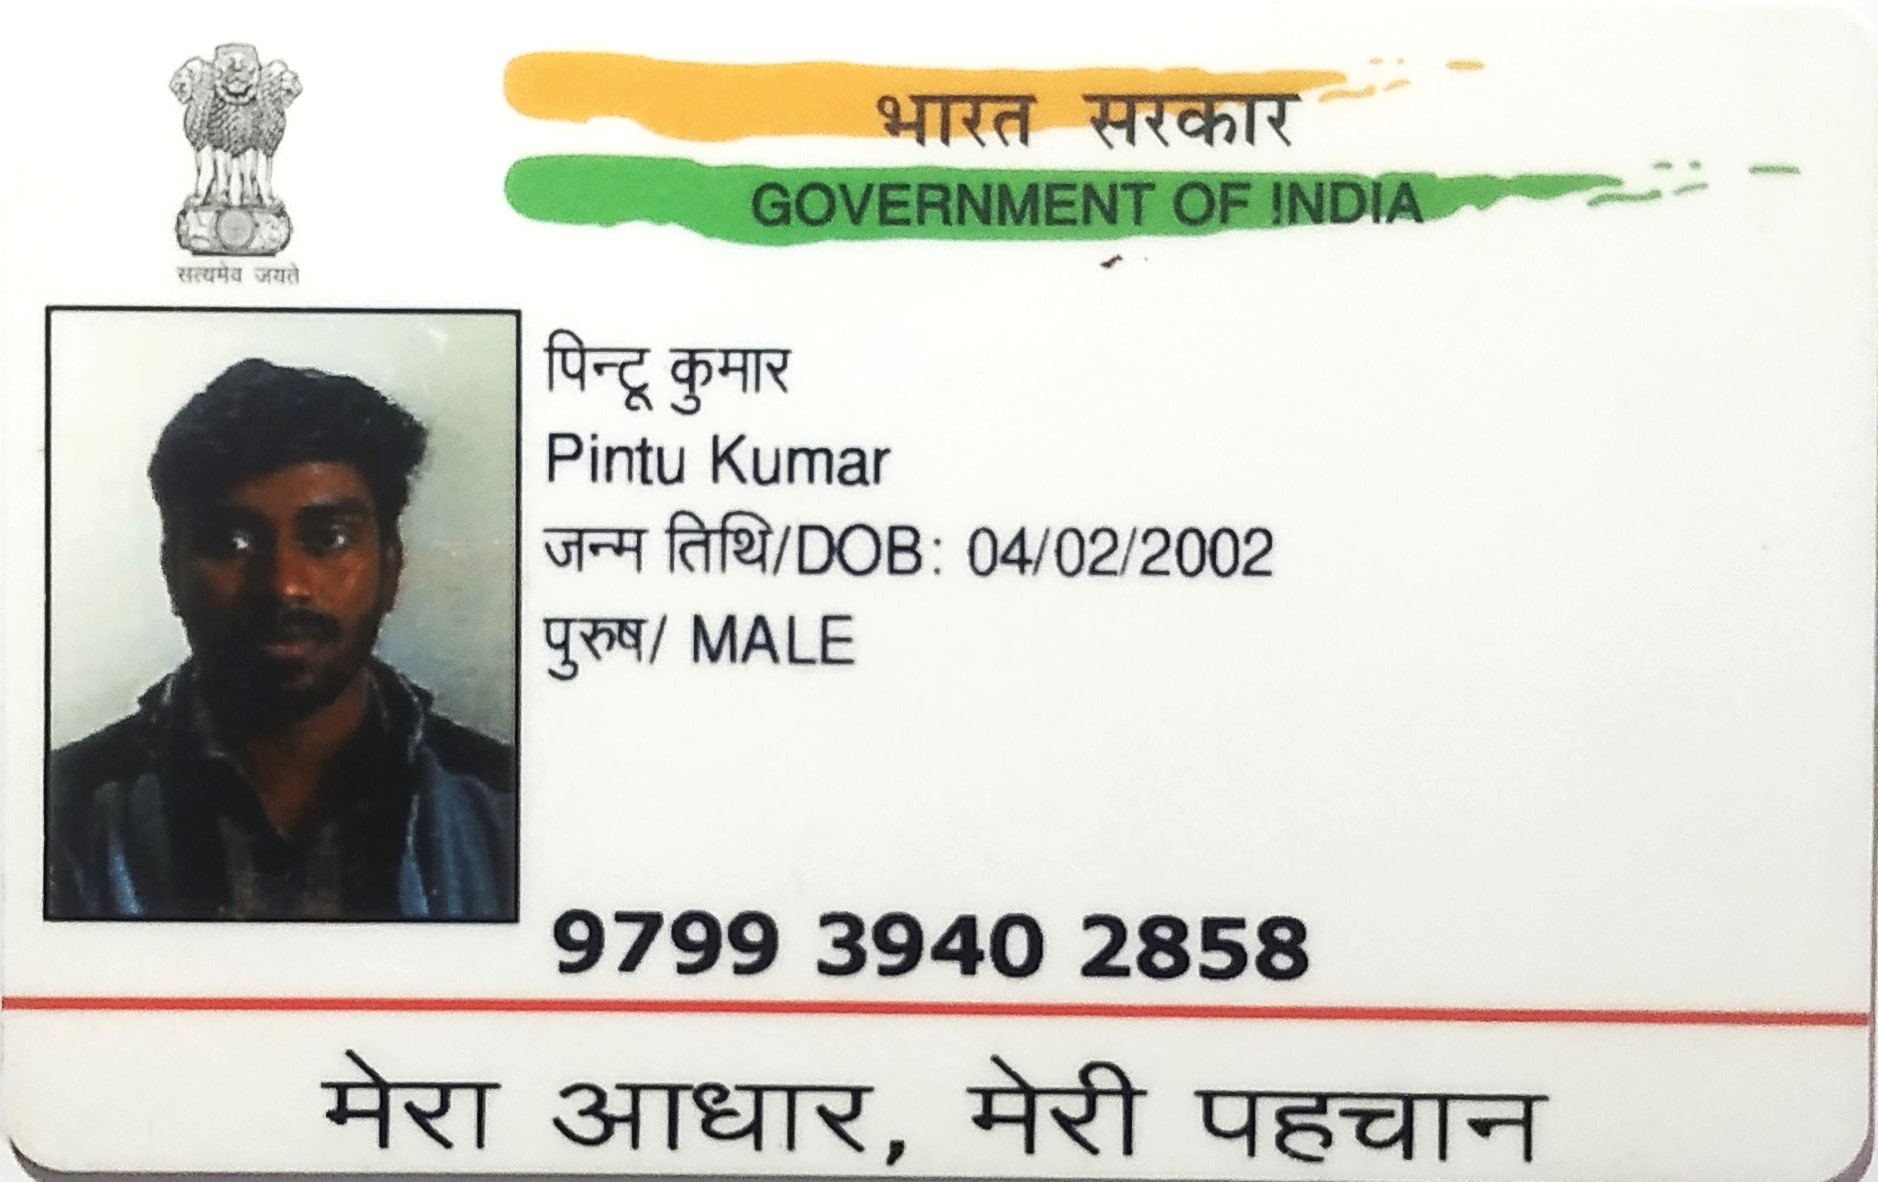 भारत सरकार
GOVERNMENT OF INDIA
सत्यमेव जयते
पिन्टू कुमार
Pintu Kumar
जन्म तिथि/DOB: 04/02/2002
पुरुष/ MALE
9799 3940 2858
मेरा आधार, मेरी पहचान